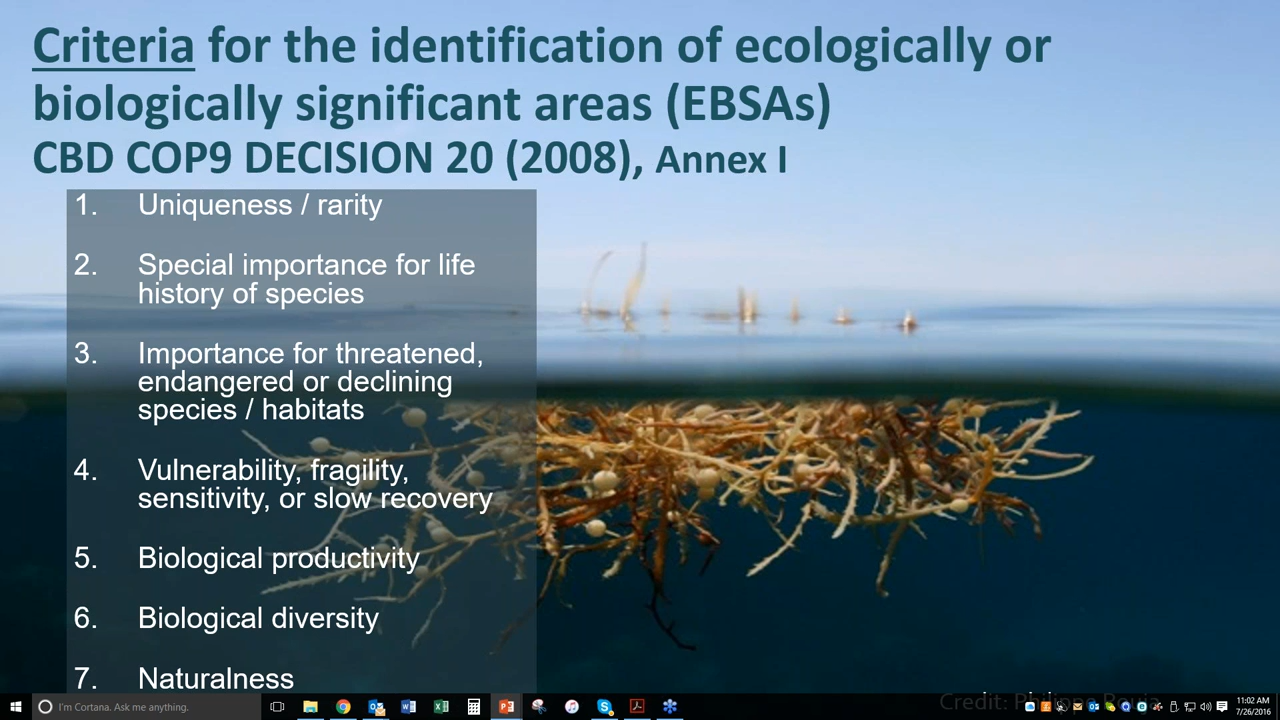 Criteria for the identification of ecologically or
biologically significant areas (EBSAs)
CBD COP9 DECISION 20 (2008), Annex I
1. Uniqueness / rarity
2. Special importance for life
history of species
3. Importance for threatened,
endangered or declining
species / habitats
4. Vulnerability, fragility,
sensitivity, or slow recovery
5. Biological productivity
6. Biological diversity
7. Naturalness
Credit:
I'm Cortana. Ask me anything.
11:02 AM
7/26/2016